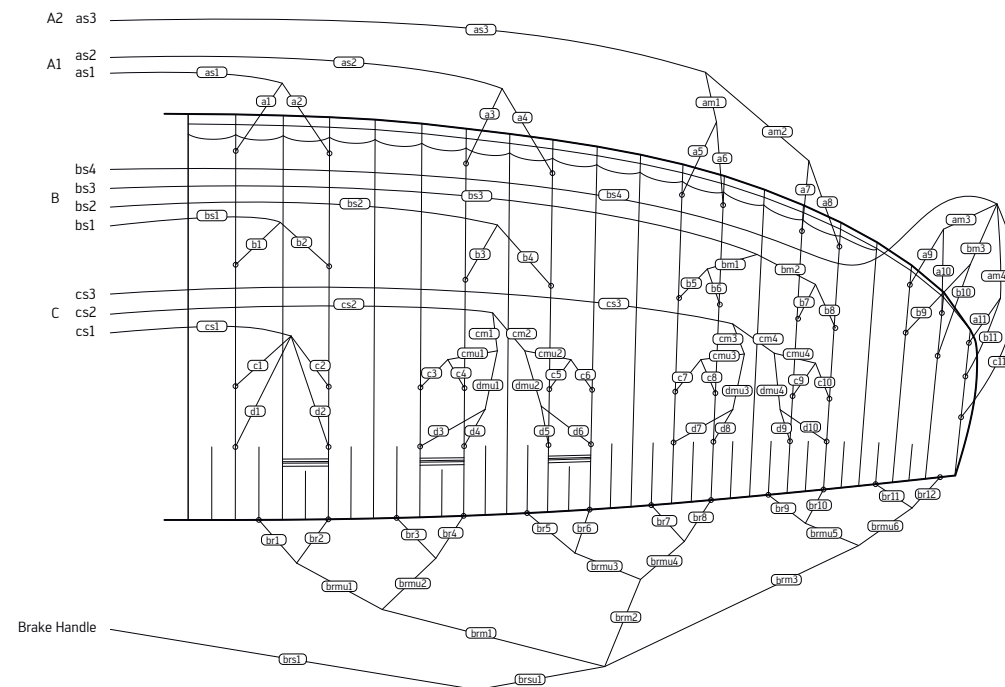 A2 as3 as3
as2
A1 as1 as1 as2
a1 a2 a3 a4 am1 am2
a5 a6 a7 a8
bs4
bs3 bs3 bs4
B bs2 bs2
bs1 bs1
am3
b1 b2 b3 b4 a9 bm3
bm1 bm2 a10 am4
b5 b6 b7 b8 b9 b10 a11 b11
cs3 cs3
C cs2 cs2
cs1 cs1 cm1 cm2 cm3 cm4
c1 c2 cmu1 cmu2 cmu3 cmu4 c11
c3 c4 c5 c6 c7 c8 c9 c10
dmu1 dmu2 dmu3 dmu4
d1 d2 d3 d4 d5 d6 d7 d8 d9 d10
br1 br2 br3 br4 br5 br6 br7 br8 br9 br10 br11 br12
brmu1 brmu2 brmu3 brmu4 brmu5 brmu6
brm3
brm2
Brake Handle brm1
brs1 brsu1